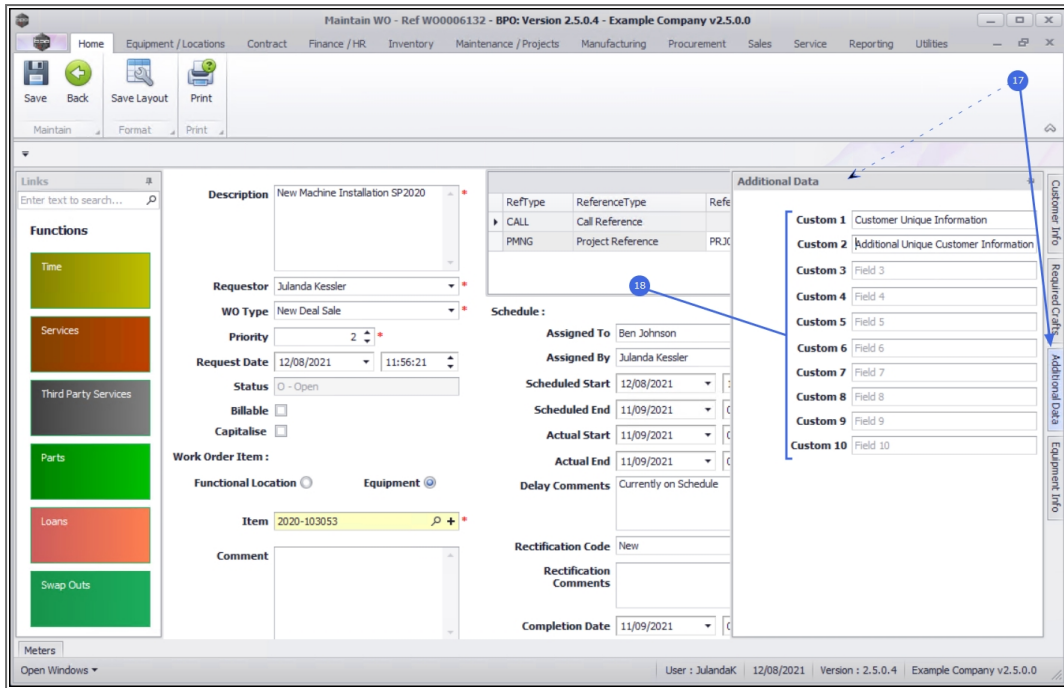 Maintain WO - Ref WO0006132 - BPO: Version 2.5.0.4 - Example Company v2.5.0.0
Home Equipment / Locations Contract Finance / HR Inventory Maintenance / Projects Manufacturing Procurement Sales Service Reporting Utilities
17
Save Back Save Layout Print
Maintain Format Print
Links
Enter text to search...
Functions
Time
Services
Third Party Services
Parts
Loans
Swap Outs
Description New Machine Installation SP2020 *
Requestor Julanda Kessler *
WO Type New Deal Sale *
Priority 2 *
Request Date 12/08/2021 11:56:21
Status O - Open
Billable
Capitalise
Work Order Item :
Functional Location Equipment
Item 2020-103053 *
Comment
RefType ReferenceType Refe
CALL Call Reference
PMNG Project Reference PRJ
18
Schedule :
Assigned To Ben Johnson
Assigned By Julanda Kessler
Scheduled Start 12/08/2021 1
Scheduled End 11/09/2021 0
Actual Start 11/09/2021 0
Actual End 11/09/2021 0
Delay Comments Currently on Schedule
Rectification Code New
Rectification
Comments
Completion Date 11/09/2021 0
Additional Data
Custom 1 Customer Unique Information
Custom 2 Additional Unique Customer Information
Custom 3 Field 3
Custom 4 Field 4
Custom 5 Field 5
Custom 6 Field 6
Custom 7 Field 7
Custom 8 Field 8
Custom 9 Field 9
Custom 10 Field 10
Customer Info
Required Crafts
Additional Data
Equipment Info
Meters
Open Windows
User : JulandaK 12/08/2021 Version : 2.5.0.4 Example Company v2.5.0.0